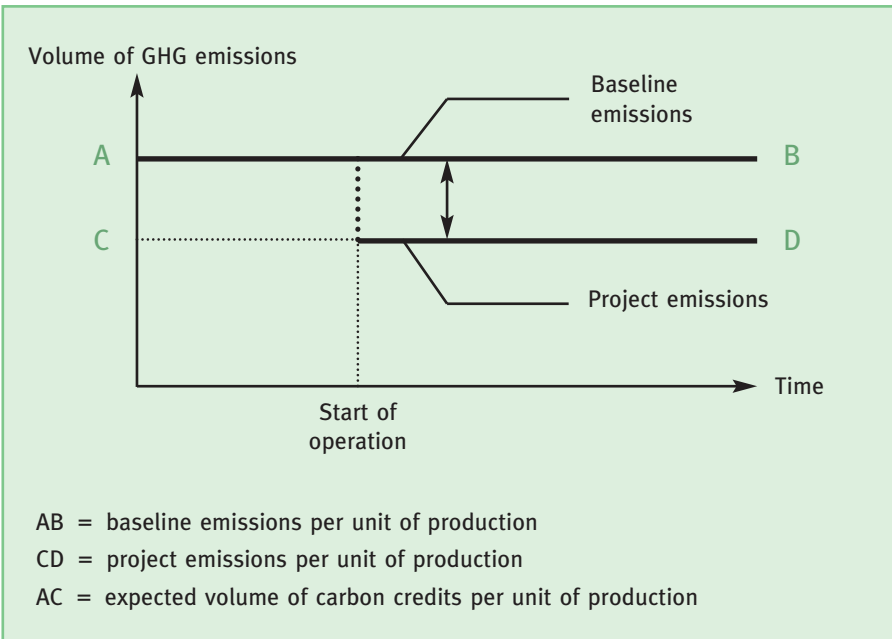 Volume of GHG emissions
Baseline
emissions
A
B
C
D
Project emissions
Time
Start of
operation
AB = baseline emissions per unit of production
CD = project emissions per unit of production
AC = expected volume of carbon credits per unit of production